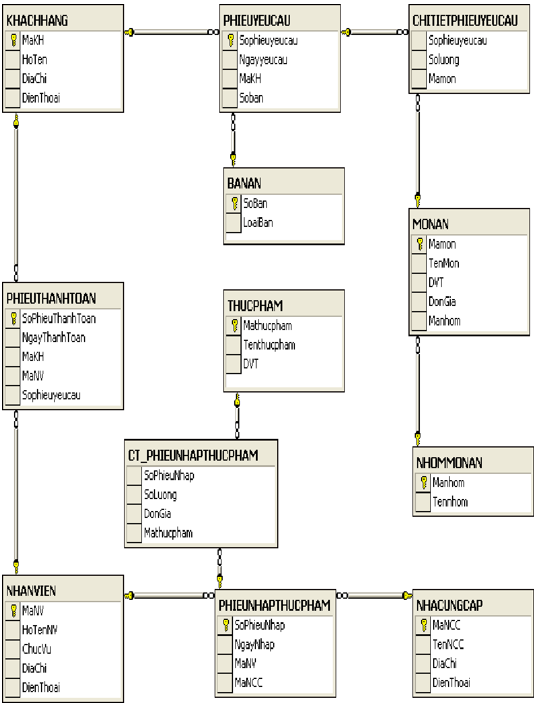 KHACHHANG
MaKH
HoTen
DiaChi
DienThoai
PHIEUYEUCAU
Sophieuyeucau
Ngayyeucau
MaKH
Soban
CHITIETPHIEUYEUCAU
Sophieuyeucau
Soluong
Mamon
BANAN
SoBan
LoaiBan
MONAN
Mamon
TenMon
DVT
DonGia
Manhom
PHIEUTHANHTOAN
SoPhieuThanhToan
NgayThanhToan
MaKH
MaNV
Sophieuyeucau
THUCPHAM
Mathucpham
Tenthucpham
DVT
CT_PHIEUNHAPTHUCPHAM
SoPhieuNhap
SoLuong
DonGia
Mathucpham
NHOMMONAN
Manhom
Tennhom
NHANVIEN
MaNV
HoTenNV
ChucVu
DiaChi
DienThoai
PHIEUNHAPTHUCPHAM
SoPhieuNhap
NgayNhap
MaNV
MaNCC
NHACUNGCAP
MaNCC
TenNCC
DiaChi
DienThoai